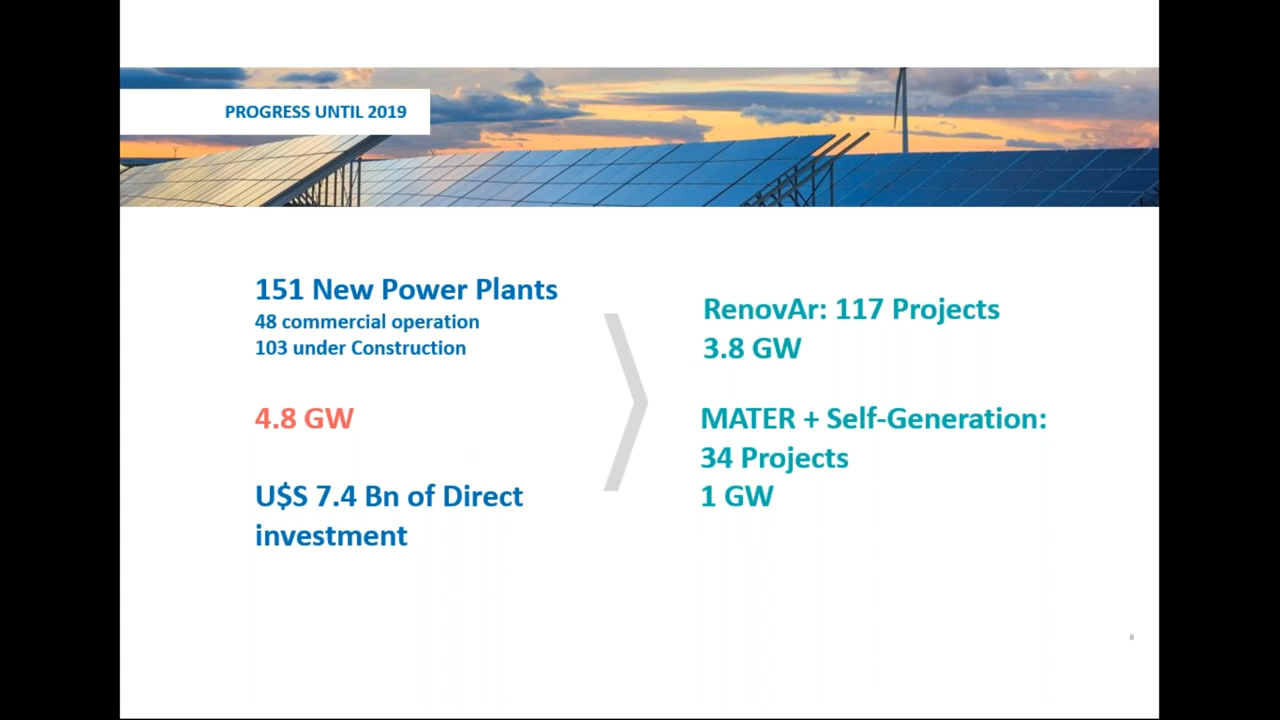 PROGRESS UNTIL 2019
151 New Power Plants
48 commercial operation
103 under Construction
4.8 GW
U$S 7.4 Bn of Direct
investment
RenovAr: 117 Projects
3.8 GW
MATER + Self-Generation:
34 Projects
1 GW
8